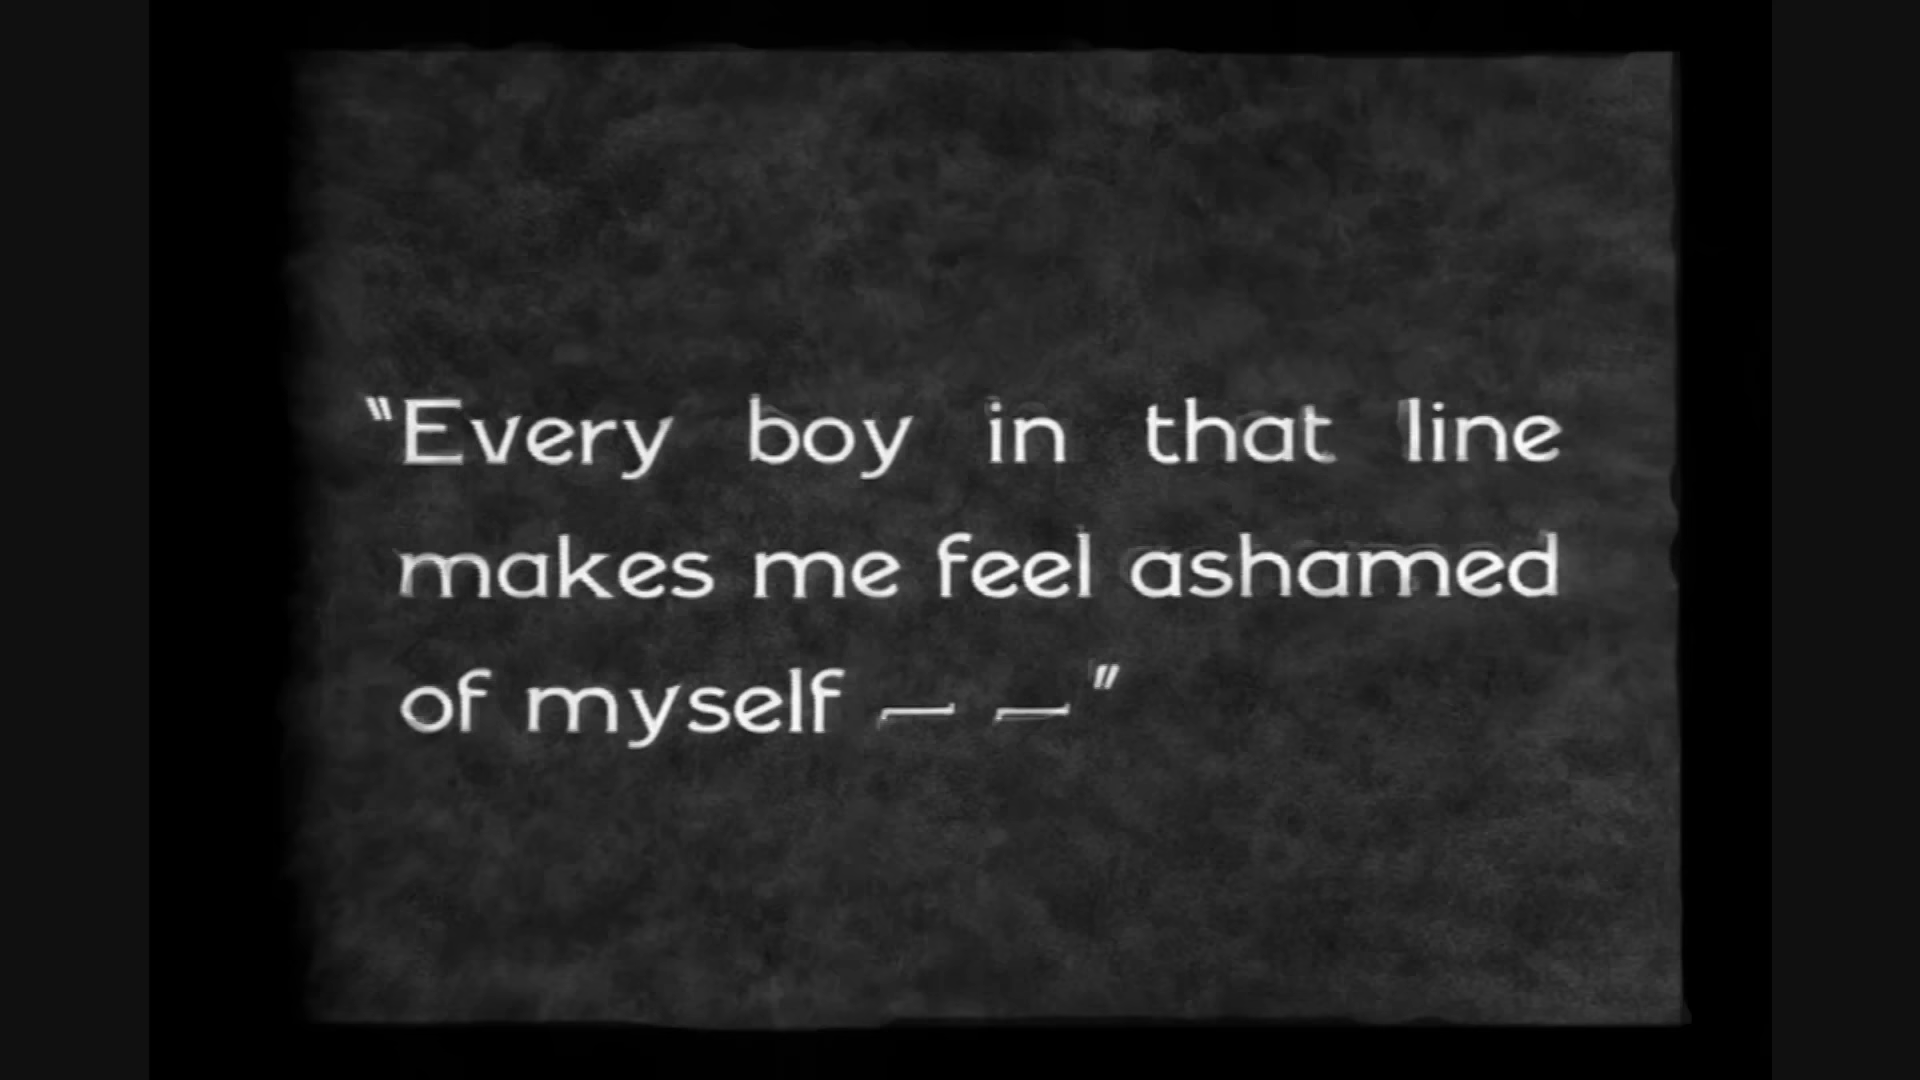 "Every boy in that line
makes me feel ashamed
of myself — —"